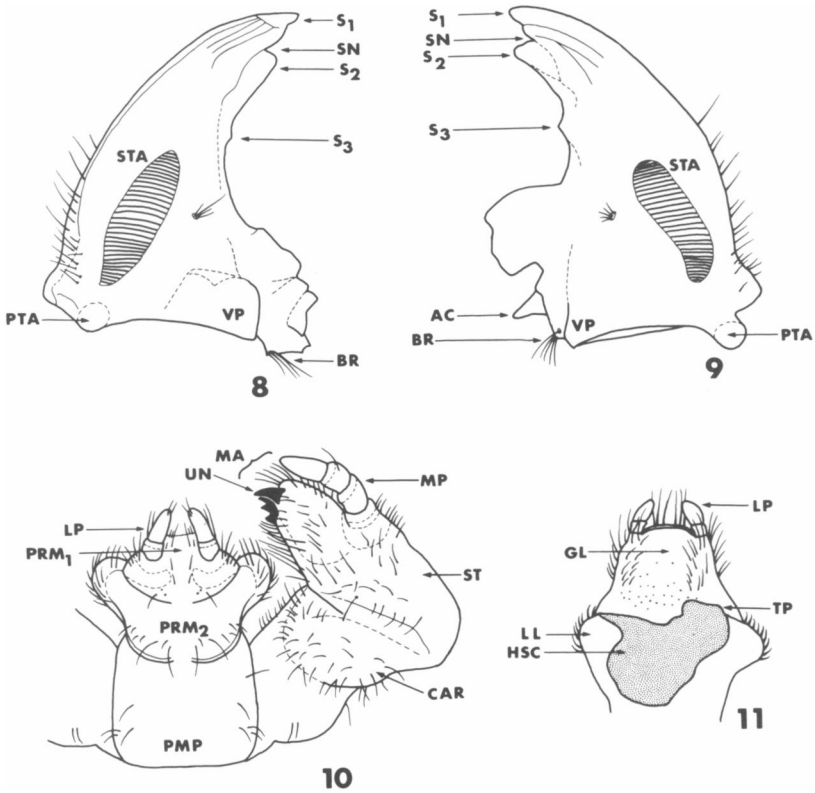 S1
SN
S2
S3
STA
PTA
VP
BR
8
S1
SN
S2
S3
STA
AC
BR
VP
PTA
9
MA
UN
MP
LP
PRM1
ST
PRM2
CAR
PMP
10
LP
GL
TP
LL
HSC
11